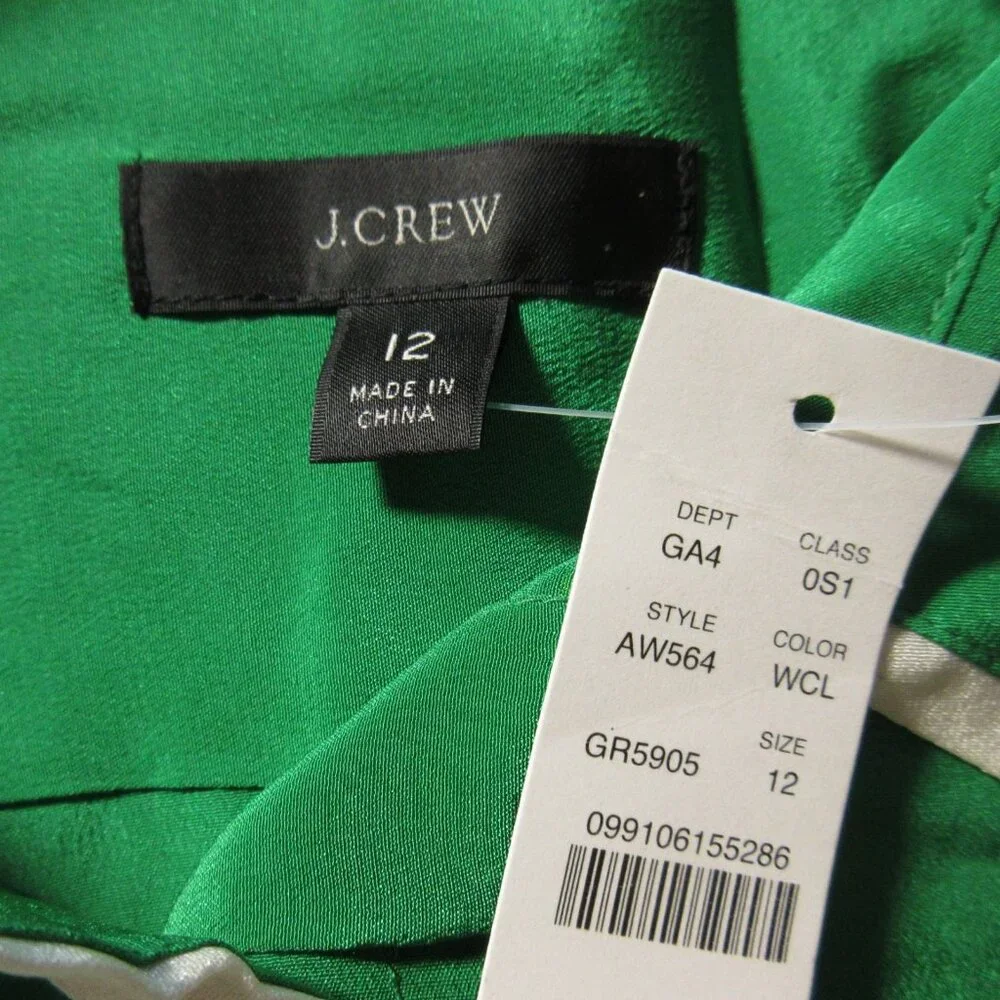 J.CREW
12
MADE IN
CHINA
DEPT CLASS
GA4 0S1
STYLE COLOR
AW564 WCL
GR5905 SIZE
12
099106155286